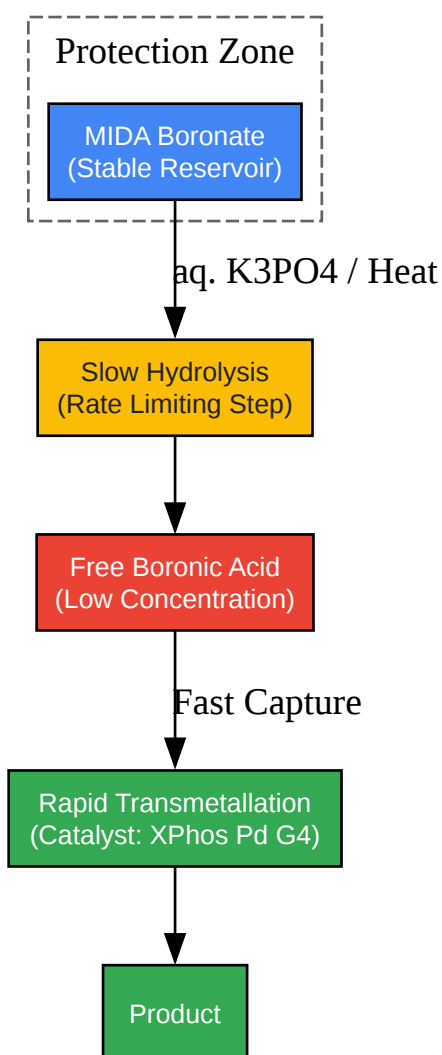 Protection Zone
MIDA Boronate
(Stable Reservoir)
aq. K3PO4 / Heat
Slow Hydrolysis
(Rate Limiting Step)
Free Boronic Acid
(Low Concentration)
Fast Capture
Rapid Transmetallation
(Catalyst: XPhos Pd G4)
Product